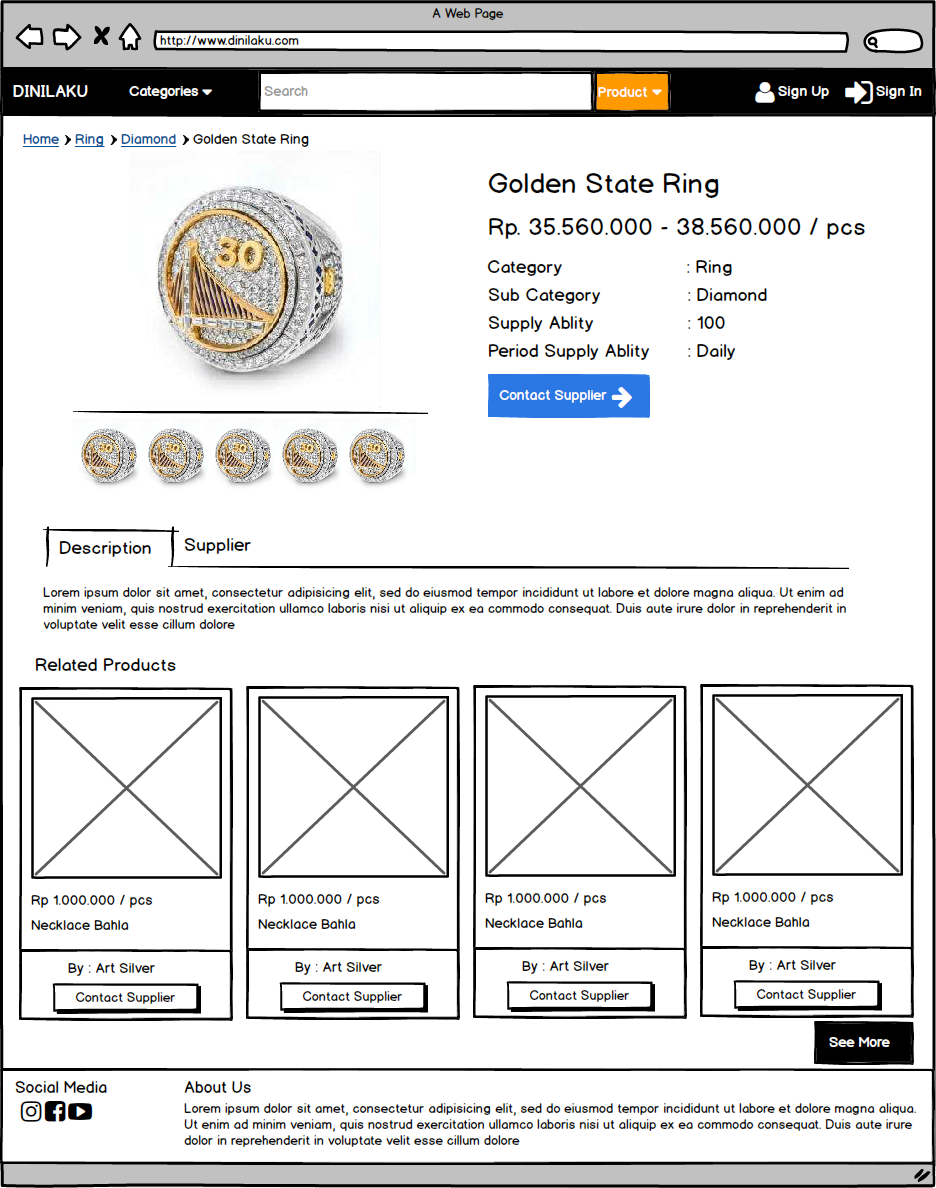 A Web Page
http://www.dinilaku.com
DINILAKU Categories Search Product Sign Up Sign In
Home Ring Diamond Golden State Ring
30
Golden State Ring
Rp. 35.560.000 - 38.560.000 / pcs
Category : Ring
Sub Category : Diamond
Supply Ablity : 100
Period Supply Ablity : Daily
Contact Supplier
30 30 30 30 30
Description Supplier
Lorem ipsum dolor sit amet, consectetur adipisicing elit, sed do eiusmod tempor incididunt ut labore et dolore magna aliqua. Ut enim ad
minim veniam, quis nostrud exercitation ullamco laboris nisi ut aliquip ex ea commodo consequat. Duis aute irure dolor in reprehenderit in
voluptate velit esse cillum dolore
Related Products
Rp 1.000.000 / pcs Rp 1.000.000 / pcs Rp 1.000.000 / pcs Rp 1.000.000 / pcs
Necklace Bahla Necklace Bahla Necklace Bahla Necklace Bahla
By : Art Silver By : Art Silver By : Art Silver By : Art Silver
Contact Supplier Contact Supplier Contact Supplier Contact Supplier
See More
Social Media About Us
Lorem ipsum dolor sit amet, consectetur adipisicing elit, sed do eiusmod tempor incididunt ut labore et dolore magna aliqua.
Ut enim ad minim veniam, quis nostrud exercitation ullamco laboris nisi ut aliquip ex ea commodo consequat. Duis aute irure
dolor in reprehenderit in voluptate velit esse cillum dolore